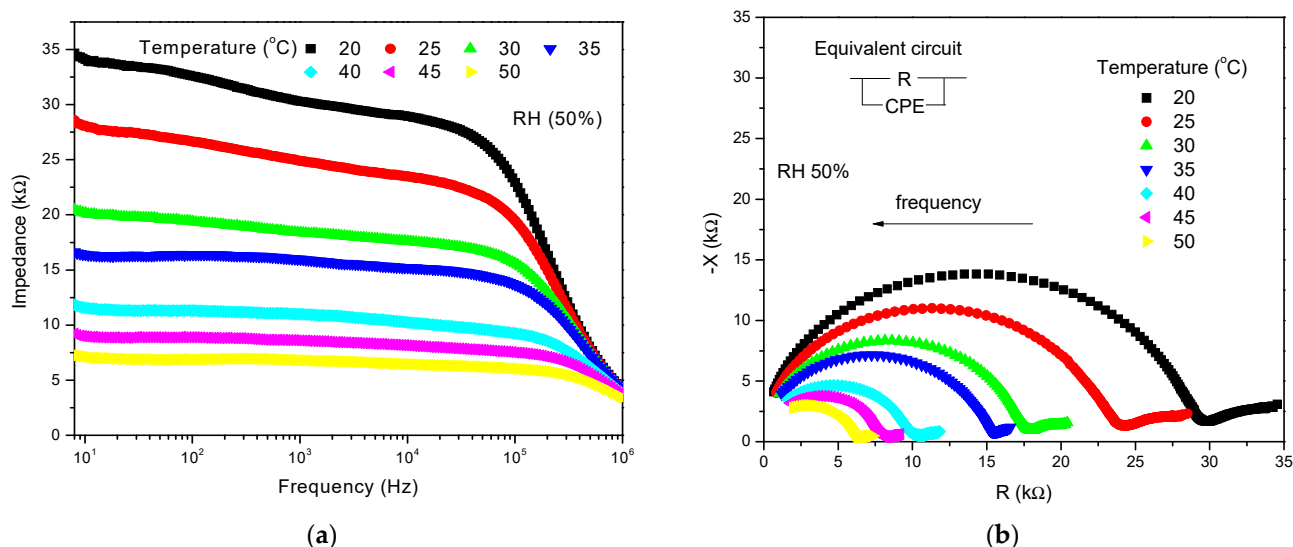 Temperature (°C)
20 25 30 35
40 45 50
RH (50%)
35
30
25
20
15
10
5
0
Impedance (kΩ)
10¹ 10² 10³ 10⁴ 10⁵ 10⁶
Frequency (Hz)
(a)
Equivalent circuit
R
CPE
Temperature (°C)
20
25
30
35
40
45
50
RH 50%
frequency
35
30
25
20
15
10
5
0
-X (kΩ)
0 5 10 15 20 25 30 35
R (kΩ)
(b)